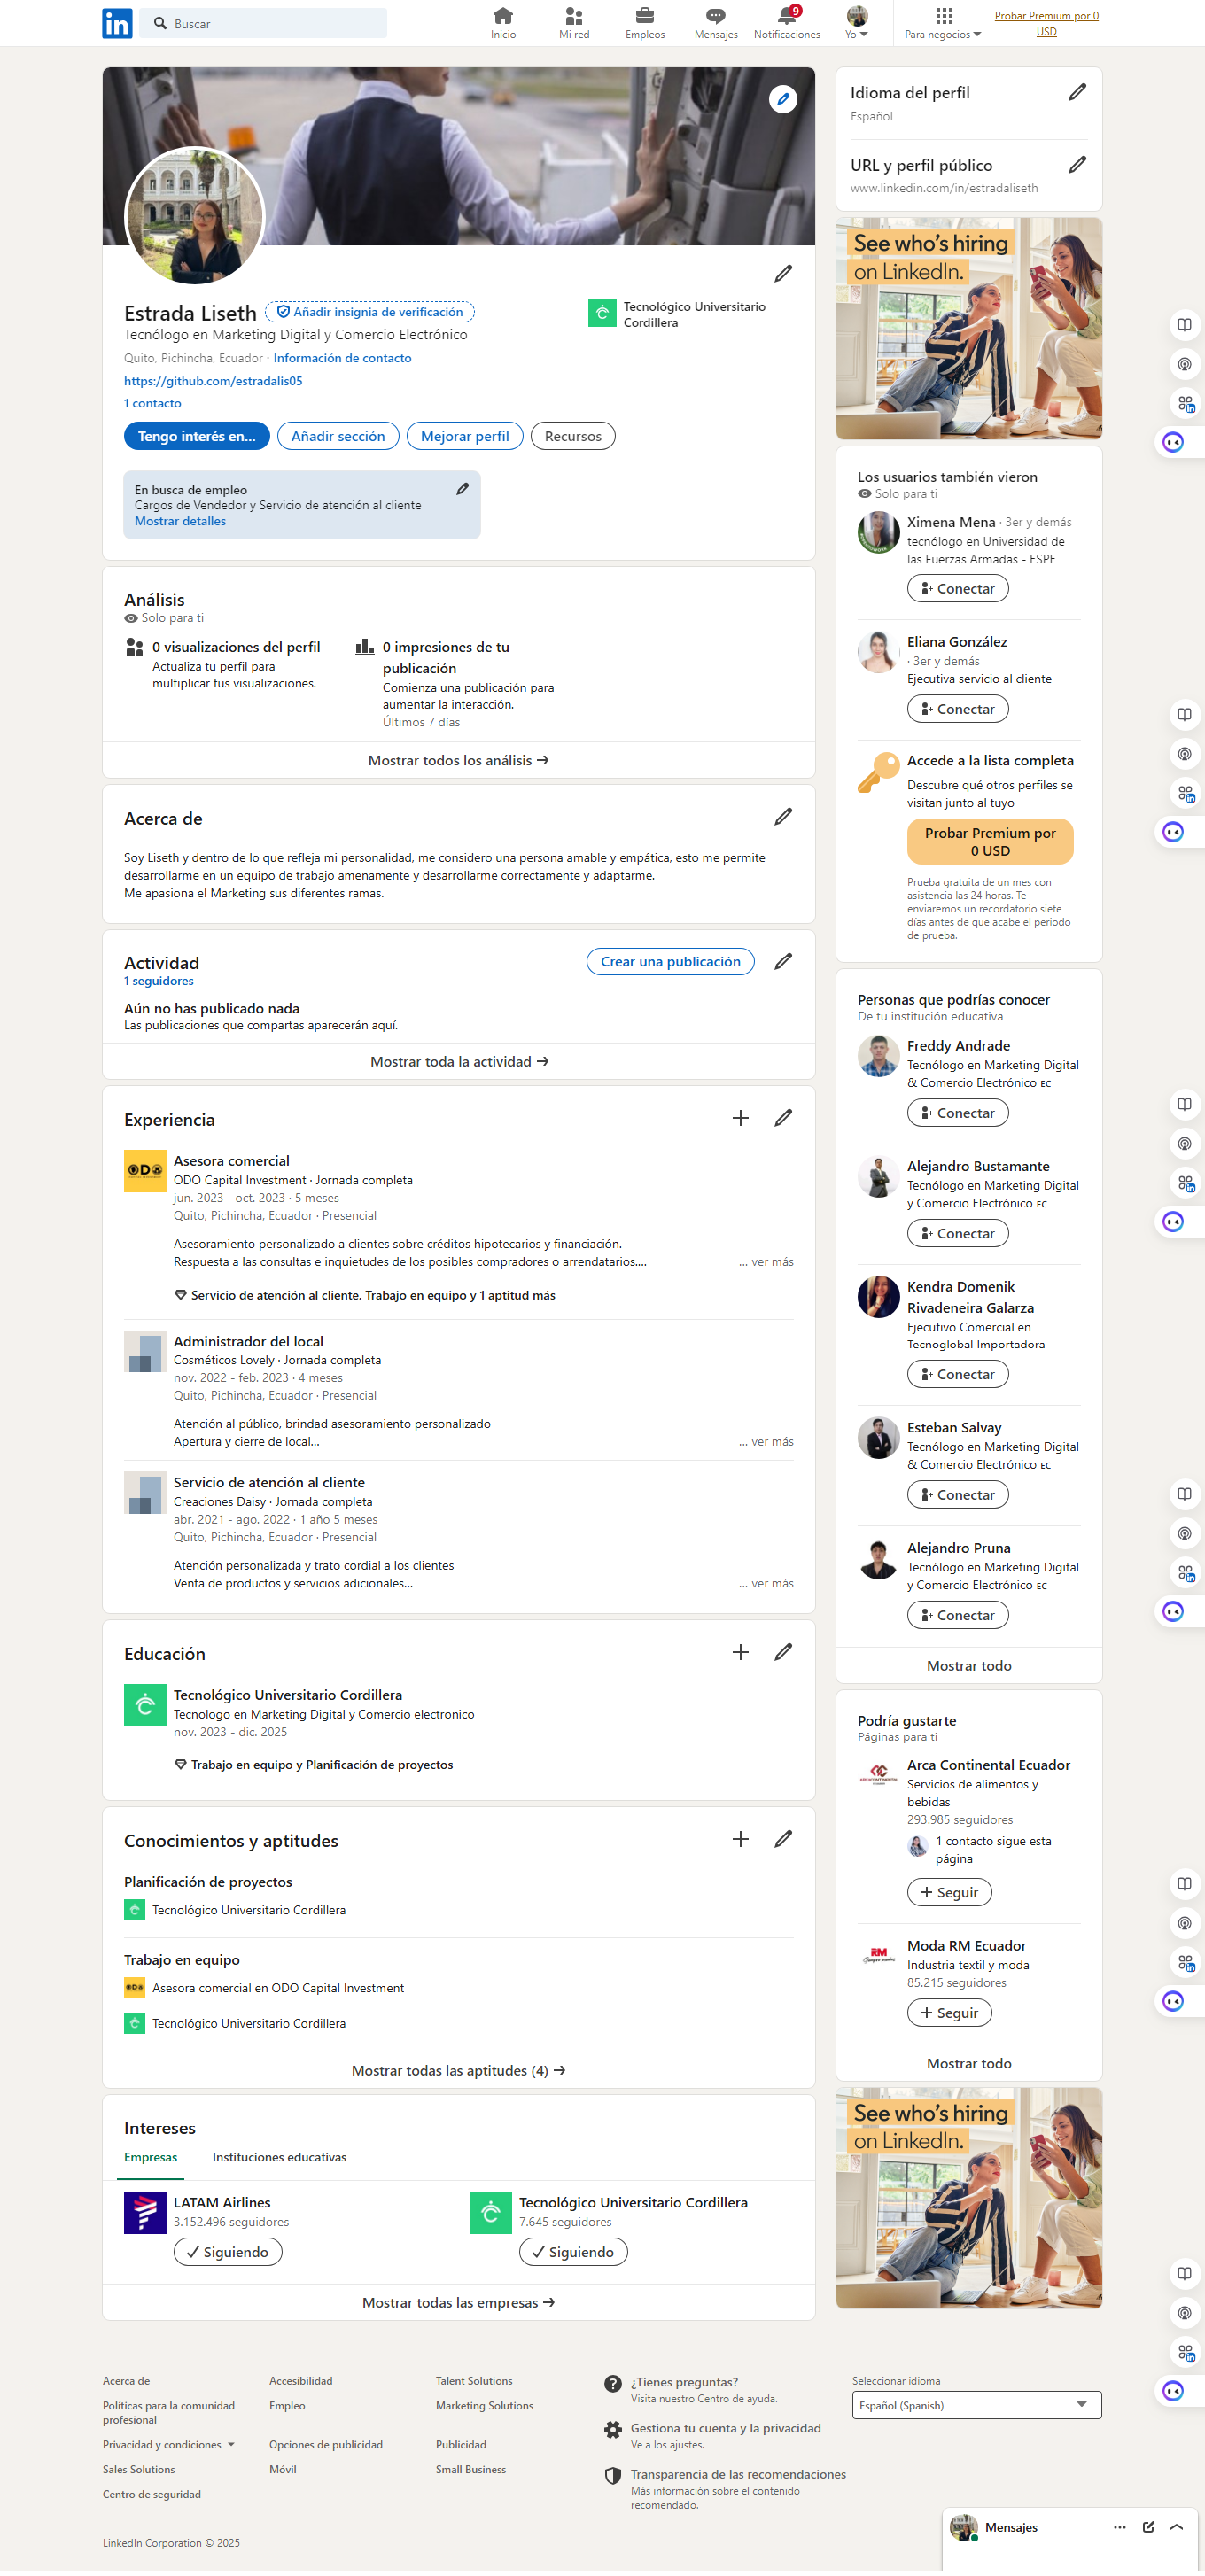 in
Buscar
Inicio
Mi red
Empleos
Mensajes
9
Notificaciones
Yo
Para negocios
Probar Premium por 0
USD
Estrada Liseth
Añadir insignia de verificación
Tecnólogo en Marketing Digital y Comercio Electrónico
Quito, Pichincha, Ecuador · Información de contacto
https://github.com/estradalis05
1 contacto
Tecnológico Universitario
Cordillera
Tengo interés en...
Añadir sección
Mejorar perfil
Recursos
En busca de empleo
Cargos de Vendedor y Servicio de atención al cliente
Mostrar detalles
Análisis
Solo para ti
0 visualizaciones del perfil
Actualiza tu perfil para
multiplicar tus visualizaciones.
0 impresiones de tu
publicación
Comienza una publicación para
aumentar la interacción.
Últimos 7 días
Mostrar todos los análisis →
Acerca de
Soy Liseth y dentro de lo que refleja mi personalidad, me considero una persona amable y empática, esto me permite
desarrollarme en un equipo de trabajo amenamente y desarrollarme correctamente y adaptarme.
Me apasiona el Marketing sus diferentes ramas.
Actividad
1 seguidores
Crear una publicación
Aún no has publicado nada
Las publicaciones que compartas aparecerán aquí.
Mostrar toda la actividad →
Experiencia
ODO
Asesora comercial
ODO Capital Investment · Jornada completa
jun. 2023 - oct. 2023 · 5 meses
Quito, Pichincha, Ecuador · Presencial
Asesoramiento personalizado a clientes sobre créditos hipotecarios y financiación.
Respuesta a las consultas e inquietudes de los posibles compradores o arrendatarios....
... ver más
Servicio de atención al cliente, Trabajo en equipo y 1 aptitud más
Administrador del local
Cosméticos Lovely · Jornada completa
nov. 2022 - feb. 2023 · 4 meses
Quito, Pichincha, Ecuador · Presencial
Atención al público, brindad asesoramiento personalizado
Apertura y cierre de local...
... ver más
Servicio de atención al cliente
Creaciones Daisy · Jornada completa
abr. 2021 - ago. 2022 · 1 año 5 meses
Quito, Pichincha, Ecuador · Presencial
Atención personalizada y trato cordial a los clientes
Venta de productos y servicios adicionales...
... ver más
Educación
Tecnológico Universitario Cordillera
Tecnologo en Marketing Digital y Comercio electronico
nov. 2023 - dic. 2025
Trabajo en equipo y Planificación de proyectos
Conocimientos y aptitudes
Planificación de proyectos
Tecnológico Universitario Cordillera
Trabajo en equipo
ODO
Asesora comercial en ODO Capital Investment
Tecnológico Universitario Cordillera
Mostrar todas las aptitudes (4) →
Intereses
Empresas
Instituciones educativas
LATAM Airlines
3.152.496 seguidores
Siguiendo
Tecnológico Universitario Cordillera
7.645 seguidores
Siguiendo
Mostrar todas las empresas →
Idioma del perfil
Español
URL y perfil público
www.linkedin.com/in/estradaliseth
See who's hiring
on LinkedIn.
Los usuarios también vieron
Solo para ti
Ximena Mena · 3er y demás
tecnólogo en Universidad de
las Fuerzas Armadas - ESPE
Conectar
Eliana González
· 3er y demás
Ejecutiva servicio al cliente
Conectar
Accede a la lista completa
Descubre qué otros perfiles se
visitan junto al tuyo
Probar Premium por
0 USD
Prueba gratuita de un mes con
asistencia las 24 horas. Te
enviaremos un recordatorio siete
días antes de que acabe el periodo
de prueba.
Personas que podrías conocer
De tu institución educativa
Freddy Andrade
Tecnólogo en Marketing Digital
& Comercio Electrónico EC
Conectar
Alejandro Bustamante
Tecnólogo en Marketing Digital
y Comercio Electrónico EC
Conectar
Kendra Domenik
Rivadeneira Galarza
Ejecutivo Comercial en
Tecnoglobal Importadora
Conectar
Esteban Salvay
Tecnólogo en Marketing Digital
& Comercio Electrónico EC
Conectar
Alejandro Pruna
Tecnólogo en Marketing Digital
y Comercio Electrónico EC
Conectar
Mostrar todo
Podría gustarte
Páginas para ti
ARCACONTINENTAL
Arca Continental Ecuador
Servicios de alimentos y
bebidas
293.985 seguidores
1 contacto sigue esta
página
+ Seguir
RM
Moda RM Ecuador
Industria textil y moda
85.215 seguidores
+ Seguir
Mostrar todo
See who's hiring
on LinkedIn.
Acerca de
Accesibilidad
Talent Solutions
Políticas para la comunidad
profesional
Empleo
Marketing Solutions
Privacidad y condiciones
Opciones de publicidad
Publicidad
Sales Solutions
Móvil
Small Business
Centro de seguridad
¿Tienes preguntas?
Visita nuestro Centro de ayuda.
Gestiona tu cuenta y la privacidad
Ve a los ajustes.
Transparencia de las recomendaciones
Más información sobre el contenido
recomendado.
Seleccionar idioma
Español (Spanish)
LinkedIn Corporation © 2025
Mensajes